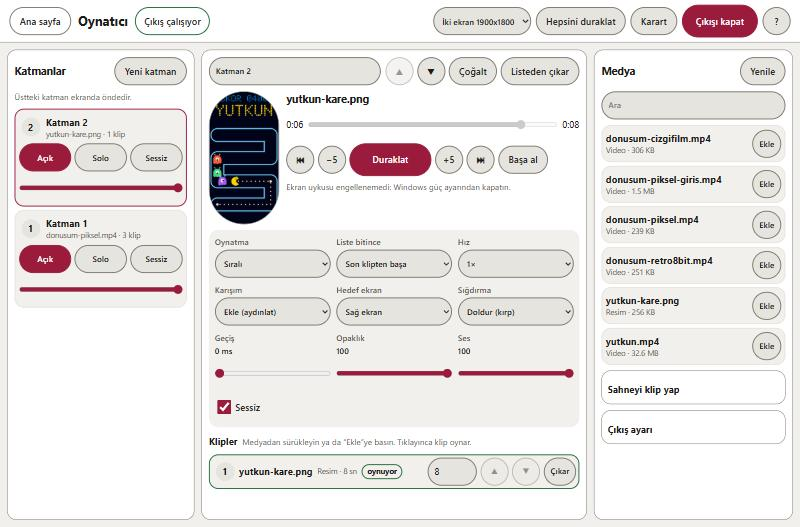 Ana sayfa
Oynatıcı
Çıkış çalışıyor
İki ekran 1900x1800
Hepsini duraklat
Karart
Çıkışı kapat
?
Katmanlar
Yeni katman
Üstteki katman ekranda öndedir.
2
Katman 2
yutkun-kare.png · 1 klip
Açık
Solo
Sessiz
1
Katman 1
donusum-piksel.mp4 · 3 klip
Açık
Solo
Sessiz
Katman 2
▲
▼
Çoğalt
Listeden çıkar
YUTKUN
yutkun-kare.png
0:06
0:08
⏮
−5
Duraklat
+5
⏭
Başa al
Ekran uykusu engellenemedi: Windows güç ayarından kapatın.
Oynatma
Liste bitince
Hız
Sıralı
Son klipten başa
1×
Karışım
Hedef ekran
Sığdırma
Ekle (aydınlat)
Sağ ekran
Doldur (kırp)
Geçiş
Opaklık
Ses
0 ms
100
100
Sessiz
Klipler
Medyadan sürükleyin ya da "Ekle"ye basın. Tıklayınca klip oynar.
1
yutkun-kare.png
Resim · 8 sn
oynuyor
8
▲
▼
Çıkar
Medya
Yenile
Ara
donusum-cizgifilm.mp4
Video · 306 KB
Ekle
donusum-piksel-giris.mp4
Video · 1.5 MB
Ekle
donusum-piksel.mp4
Video · 239 KB
Ekle
donusum-retro8bit.mp4
Video · 251 KB
Ekle
yutkun-kare.png
Resim · 256 KB
Ekle
yutkun.mp4
Video · 32.6 MB
Ekle
Sahneyi klip yap
Çıkış ayarı